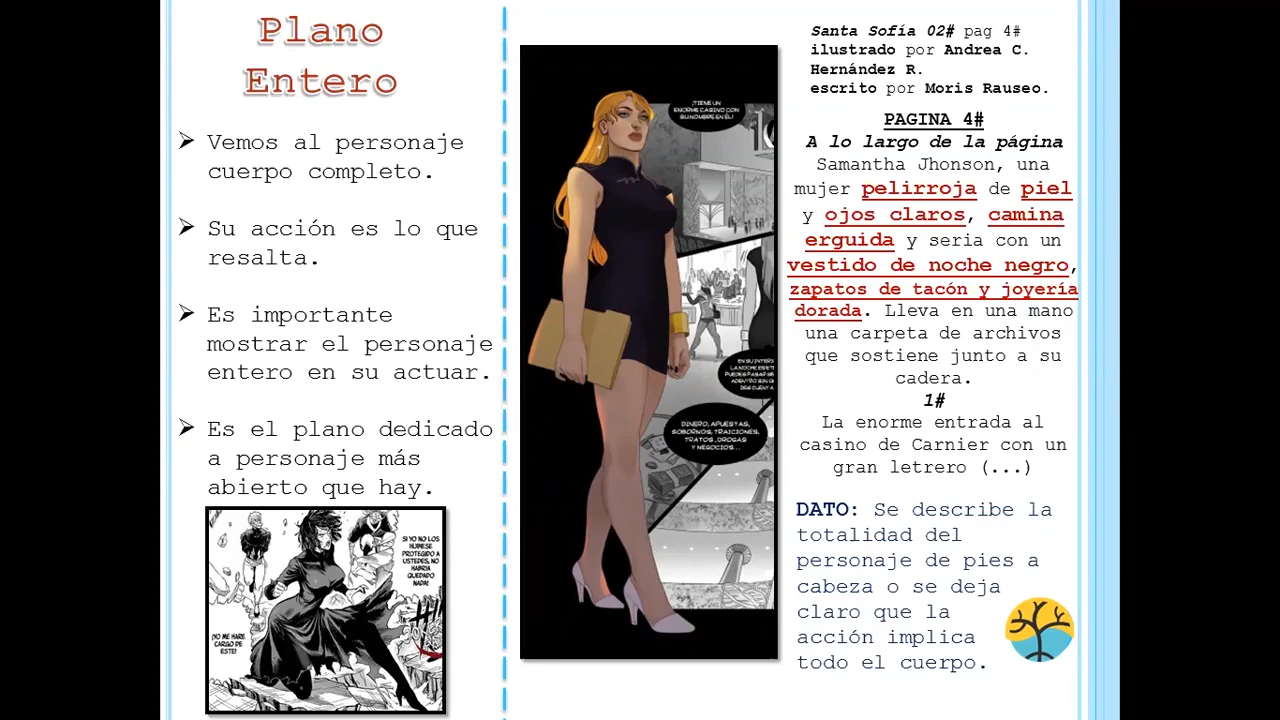 Plano
Entero
Vemos al personaje
cuerpo completo.
Su acción es lo que
resalta.
Es importante
mostrar el personaje
entero en su actuar.
Es el plano dedicado
a personaje más
abierto que hay.
SI YO NO LOS
HUBIESE
PROTEGIDO A
USTEDES, NO
HABRIA
QUEDADO
NADA!
¡YO ME HARE
CARGO DE
ESTE!
¡TIENE UN
ENORME CASINO CON
SU NOMBRE EN ÉL!
DINERO, APUESTAS,
SOBORNOS, TRAICIONES,
TRATOS, DROGAS
Y NEGOCIOS...
Santa Sofía 02# pag 4#
ilustrado por Andrea C.
Hernández R.
escrito por Moris Rauseo.
PAGINA 4#
A lo largo de la página
Samantha Jhonson, una
mujer pelirroja de piel
y ojos claros, camina
erguida y seria con un
vestido de noche negro,
zapatos de tacón y joyería
dorada. Lleva en una mano
una carpeta de archivos
que sostiene junto a su
cadera.
1#
La enorme entrada al
casino de Carnier con un
gran letrero (...)
DATO: Se describe la
totalidad del
personaje de pies a
cabeza o se deja
claro que la
acción implica
todo el cuerpo.